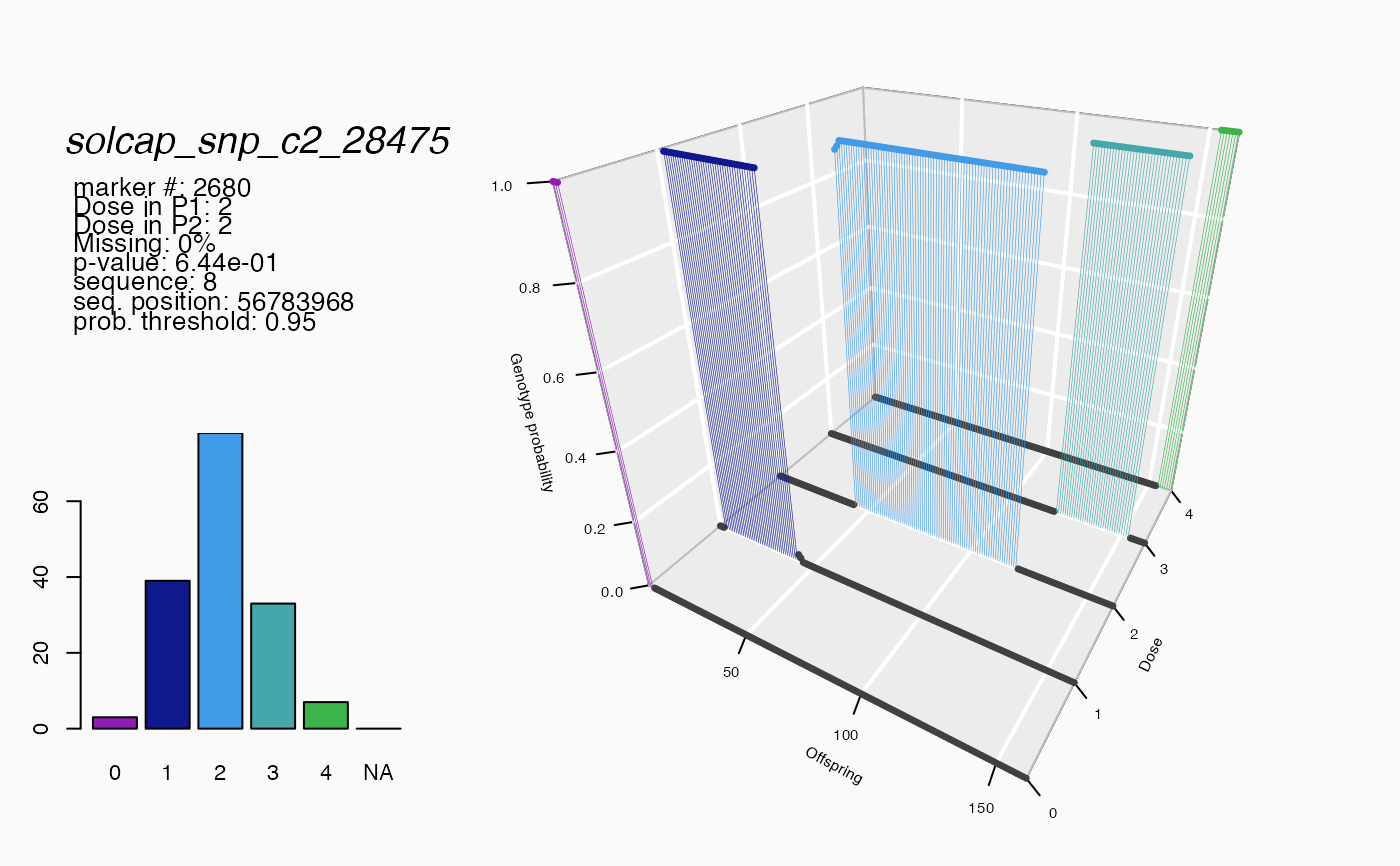 solcap_snp_c2_28475
marker #: 2680
Dose in P1: 2
Dose in P2: 2
Missing: 0%
p-value: 6.44e-01
sequence: 8
seq. position: 56783968
prob. threshold: 0.95
60
40
20
0
0 1 2 3 4 NA
1.0
0.8
0.6
0.4
0.2
0.0
Genotype probability
50
100
150
Offspring
0
1
2
3
4
Dose